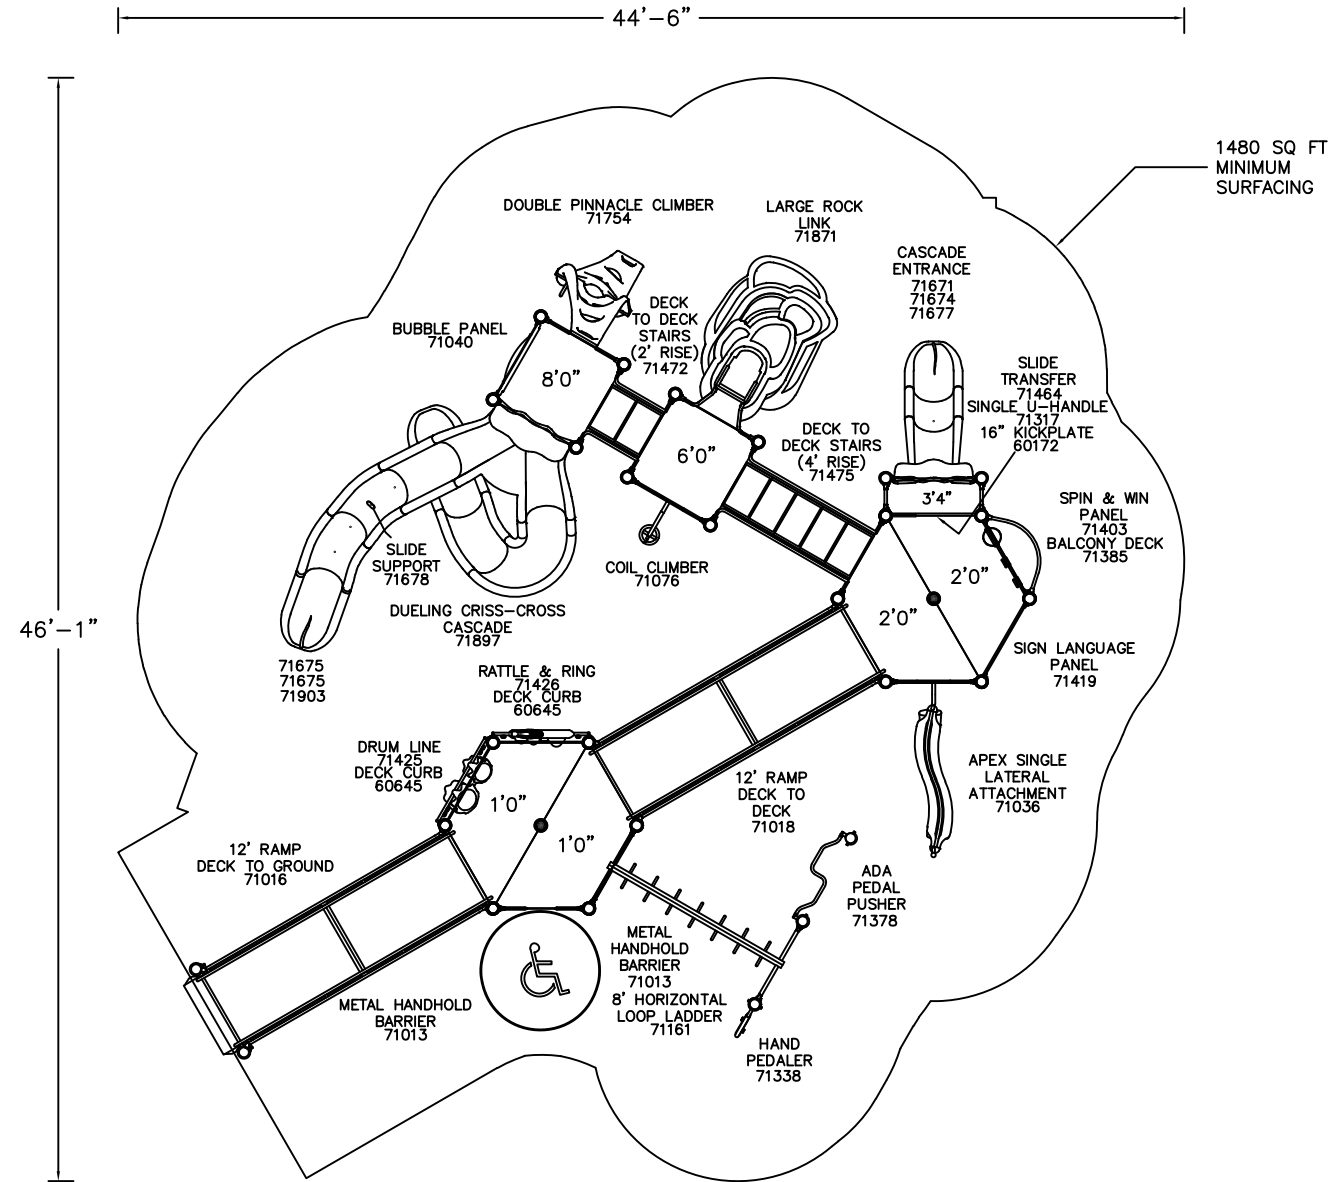 44'-6"
1480 SQ FT
MINIMUM
SURFACING
DOUBLE PINNACLE CLIMBER
71754
LARGE ROCK
LINK
71871
CASCADE
ENTRANCE
71671
71674
71677
DECK
TO DECK
STAIRS
(2' RISE)
71472
BUBBLE PANEL
71040
8'0"
SLIDE
TRANSFER
71464
SINGLE U-HANDLE
71317
16" KICKPLATE
60172
DECK TO
DECK STAIRS
(4' RISE)
71475
6'0"
3'4"
SPIN & WIN
PANEL
71403
BALCONY DECK
71385
SLIDE
SUPPORT
71678
COIL CLIMBER
71076
2'0"
2'0"
DUELING CRISS-CROSS
CASCADE
71897
46'-1"
71675
71675
71903
SIGN LANGUAGE
PANEL
71419
RATTLE & RING
71426
DECK CURB
60645
DRUM LINE
71425
DECK CURB
60645
1'0"
1'0"
12' RAMP
DECK TO
DECK
71018
APEX SINGLE
LATERAL
ATTACHMENT
71036
12' RAMP
DECK TO GROUND
71016
ADA
PEDAL
PUSHER
71378
METAL
HANDHOLD
BARRIER
71013
8' HORIZONTAL
LOOP LADDER
71161
METAL HANDHOLD
BARRIER
71013
HAND
PEDALER
71338